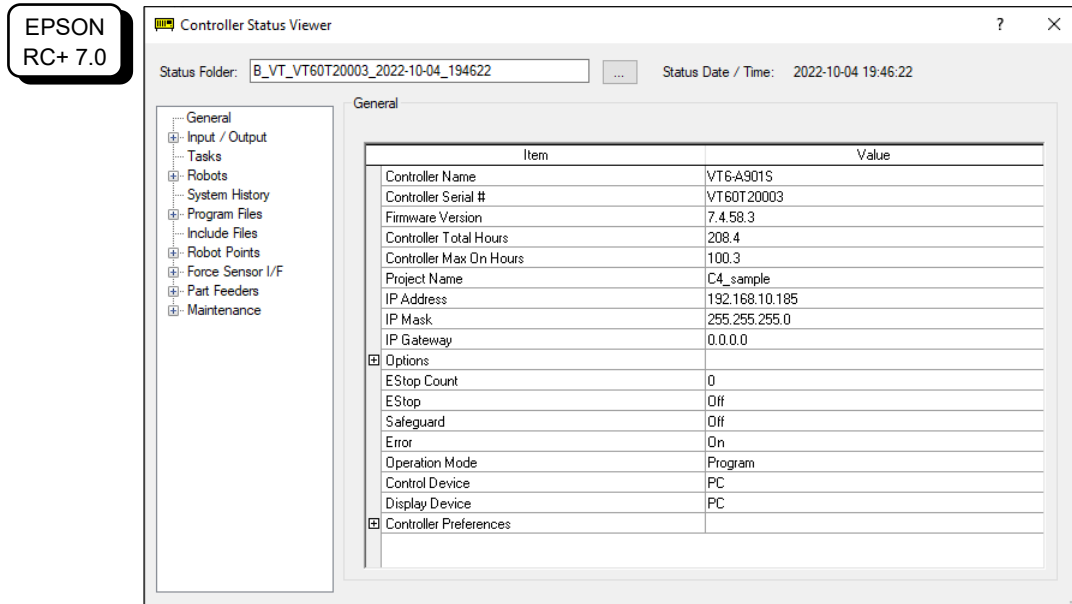 EPSON
RC+ 7.0
Controller Status Viewer
Status Folder: B_VT_VT60T20003_2022-10-04_194622 ... Status Date / Time: 2022-10-04 19:46:22
General
Input / Output
Tasks
Robots
System History
Program Files
Include Files
Robot Points
Force Sensor I/F
Part Feeders
Maintenance
General
Item Value
Controller Name VT6-A901S
Controller Serial # VT60T20003
Firmware Version 7.4.58.3
Controller Total Hours 208.4
Controller Max On Hours 100.3
Project Name C4_sample
IP Address 192.168.10.185
IP Mask 255.255.255.0
IP Gateway 0.0.0.0
Options
EStop Count 0
EStop Off
Safeguard Off
Error On
Operation Mode Program
Control Device PC
Display Device PC
Controller Preferences